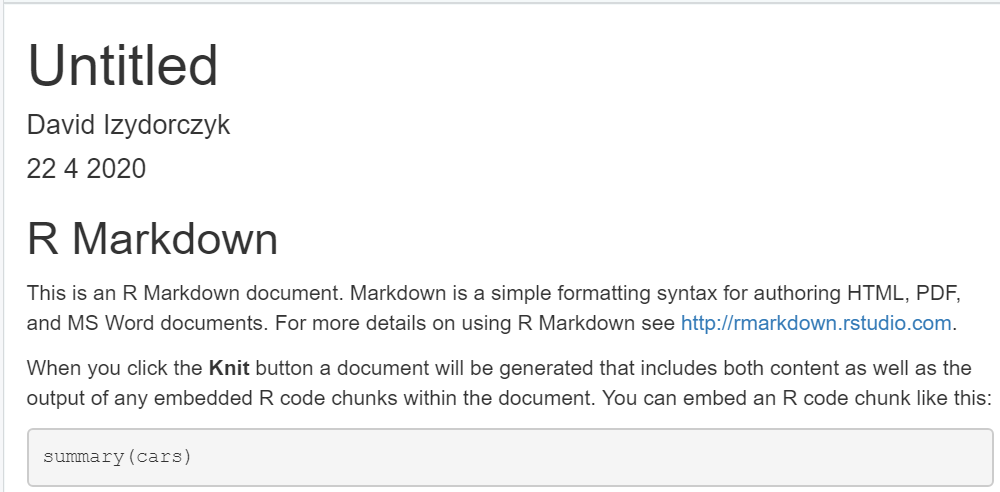 Untitled
David Izydorczyk
22 4 2020
R Markdown
This is an R Markdown document. Markdown is a simple formatting syntax for authoring HTML, PDF,
and MS Word documents. For more details on using R Markdown see http://rmarkdown.rstudio.com.
When you click the Knit button a document will be generated that includes both content as well as the
output of any embedded R code chunks within the document. You can embed an R code chunk like this:
summary(cars)